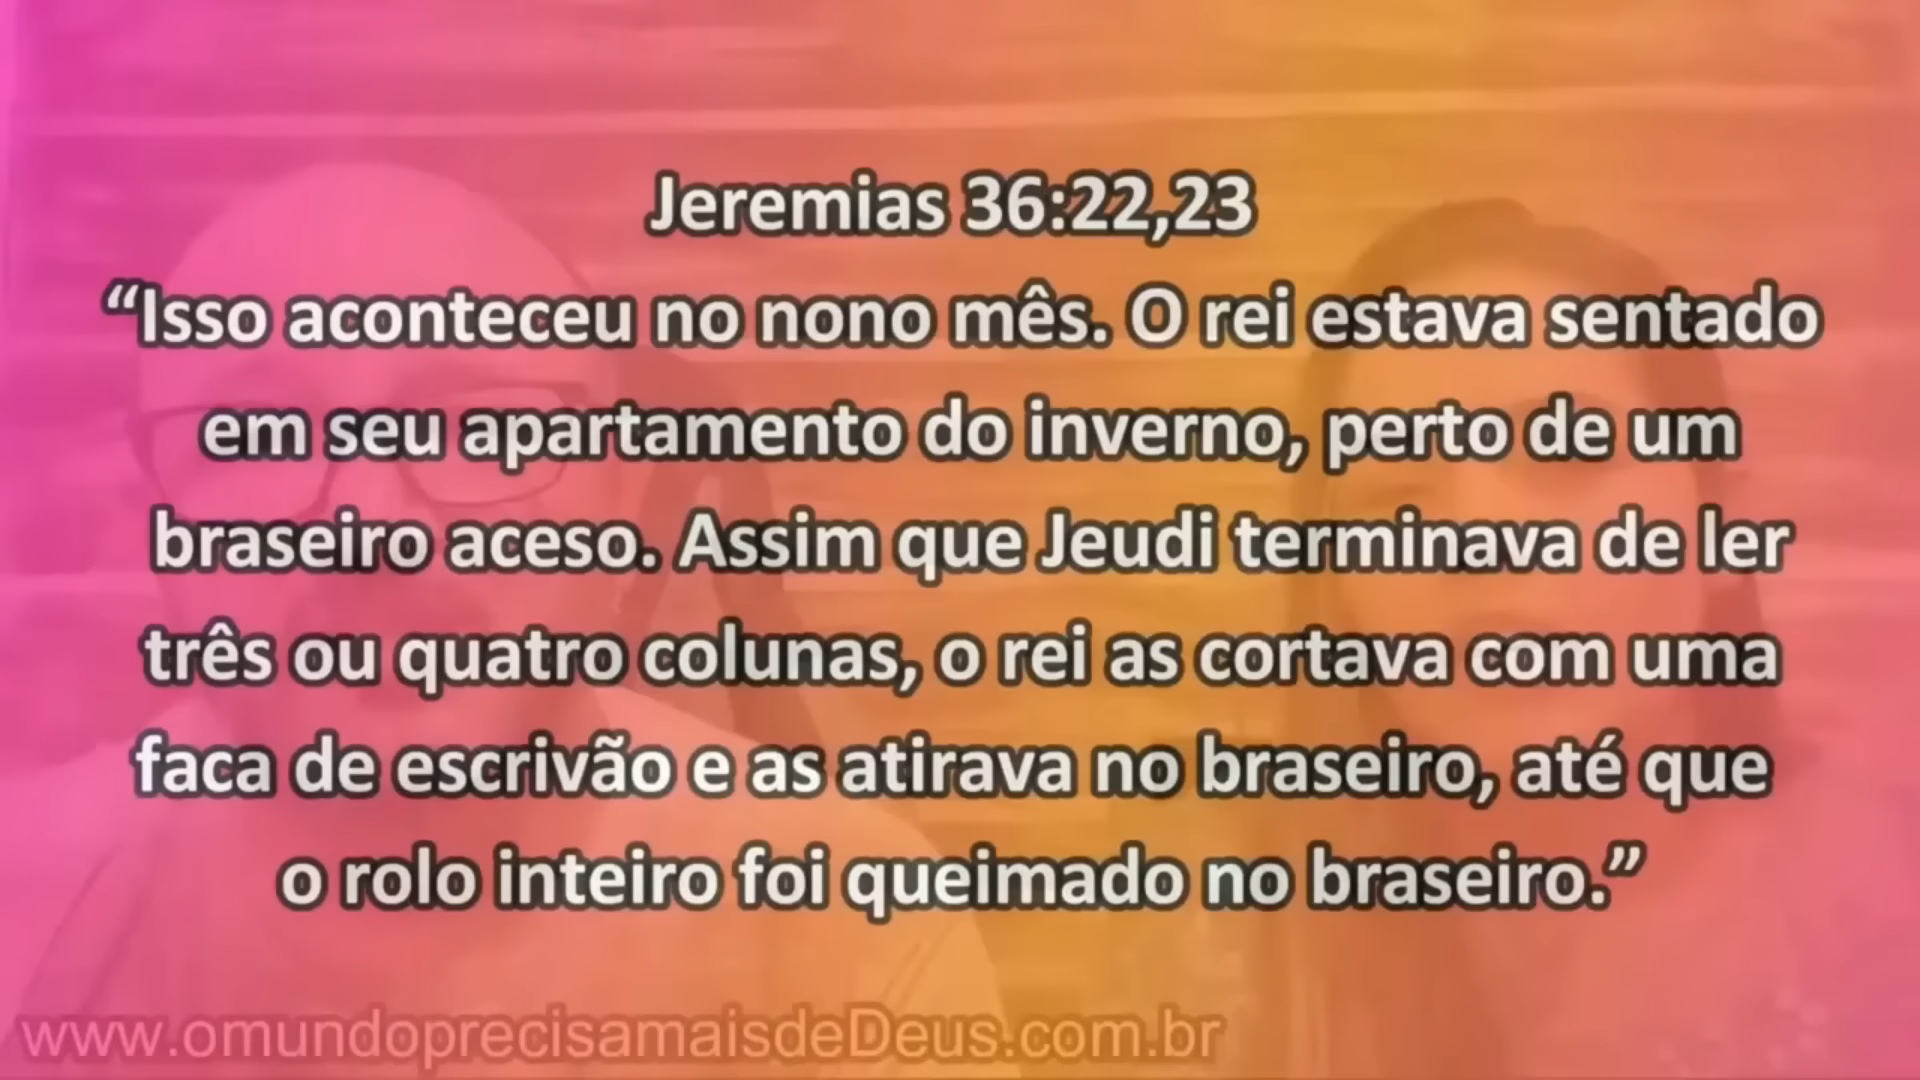 Jeremias 36:22,23
“Isso aconteceu no nono mês. O rei estava sentado
em seu apartamento do inverno, perto de um
braseiro aceso. Assim que Jeudi terminava de ler
três ou quatro colunas, o rei as cortava com uma
faca de escrivão e as atirava no braseiro, até que
o rolo inteiro foi queimado no braseiro.”
www.omundoprecisamaisdeDeus.com.br